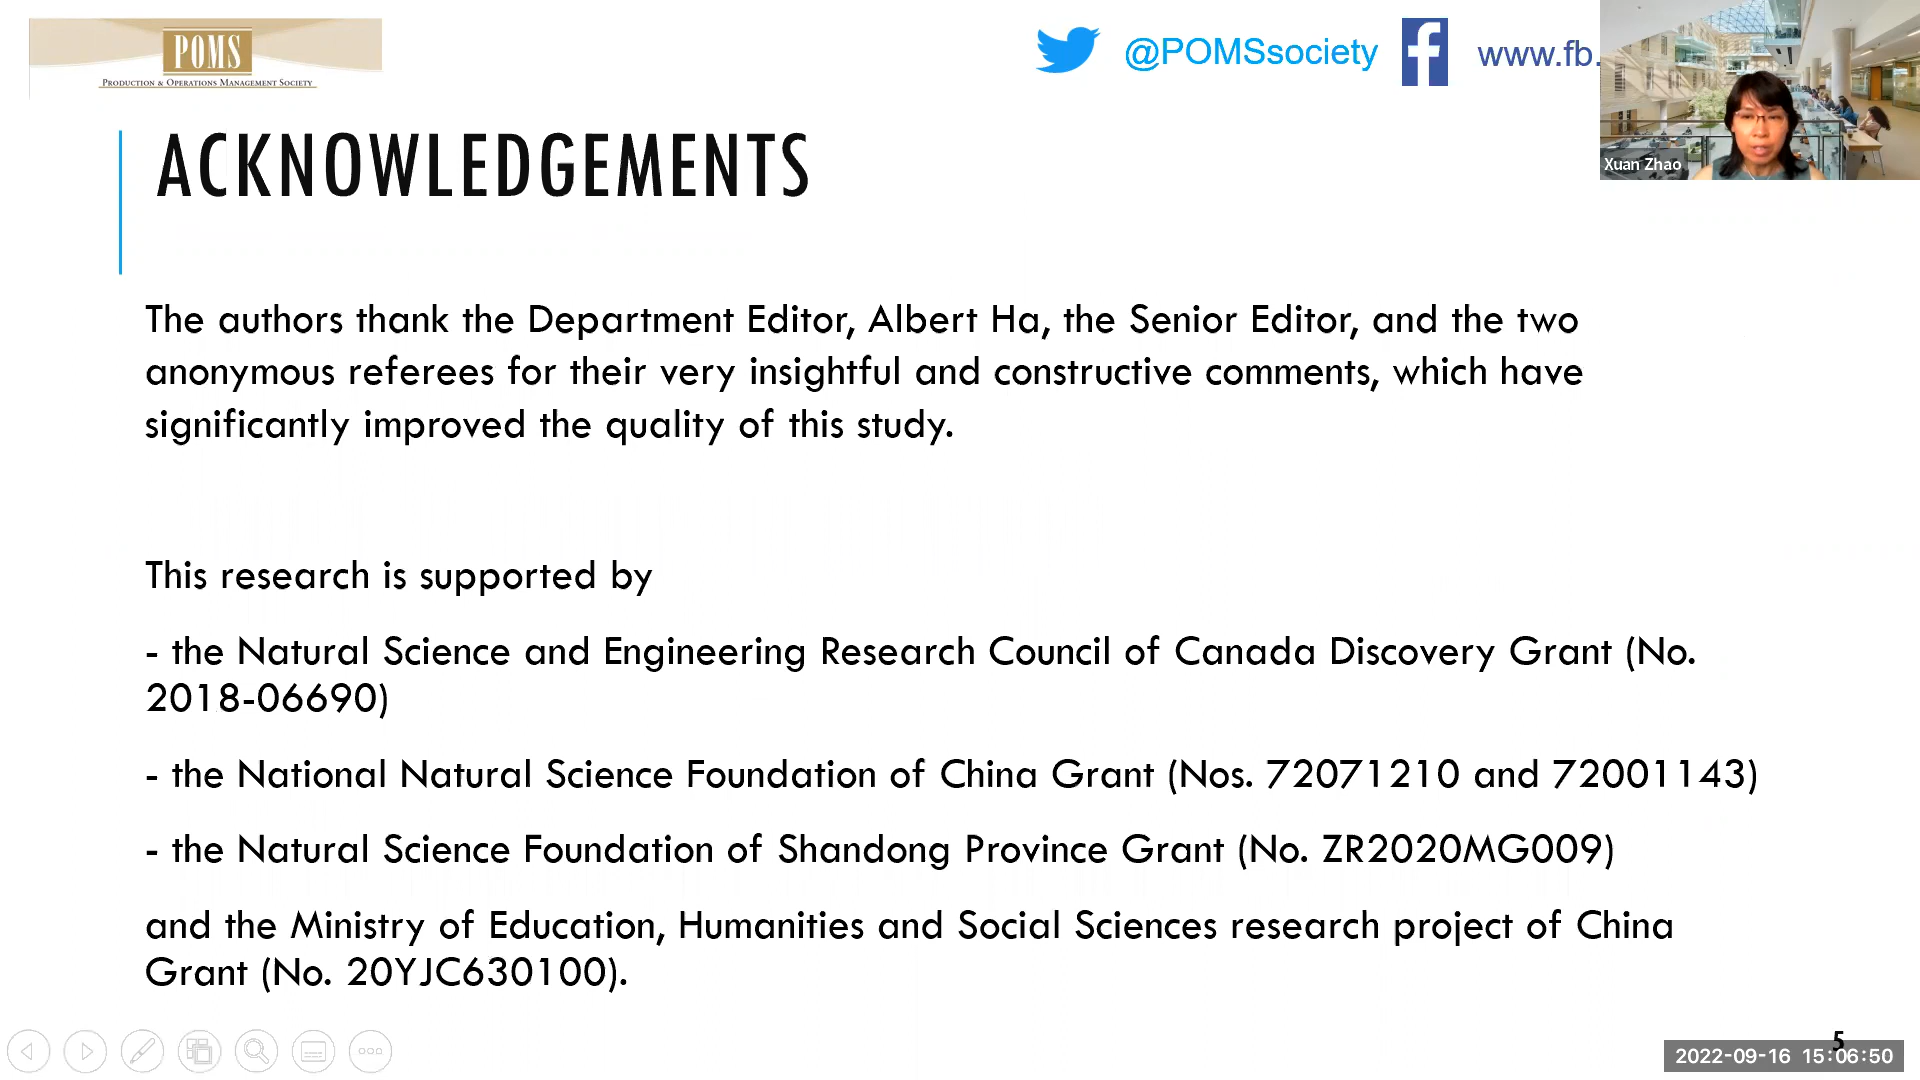 POMS
PRODUCTION & OPERATIONS MANAGEMENT SOCIETY
@POMSsociety
www.fb.
Xuan Zhao
ACKNOWLEDGEMENTS
The authors thank the Department Editor, Albert Ha, the Senior Editor, and the two
anonymous referees for their very insightful and constructive comments, which have
significantly improved the quality of this study.
This research is supported by
- the Natural Science and Engineering Research Council of Canada Discovery Grant (No.
2018-06690)
- the National Natural Science Foundation of China Grant (Nos. 72071210 and 72001143)
- the Natural Science Foundation of Shandong Province Grant (No. ZR2020MG009)
and the Ministry of Education, Humanities and Social Sciences research project of China
Grant (No. 20YJC630100).
5
2022-09-16 15:06:50